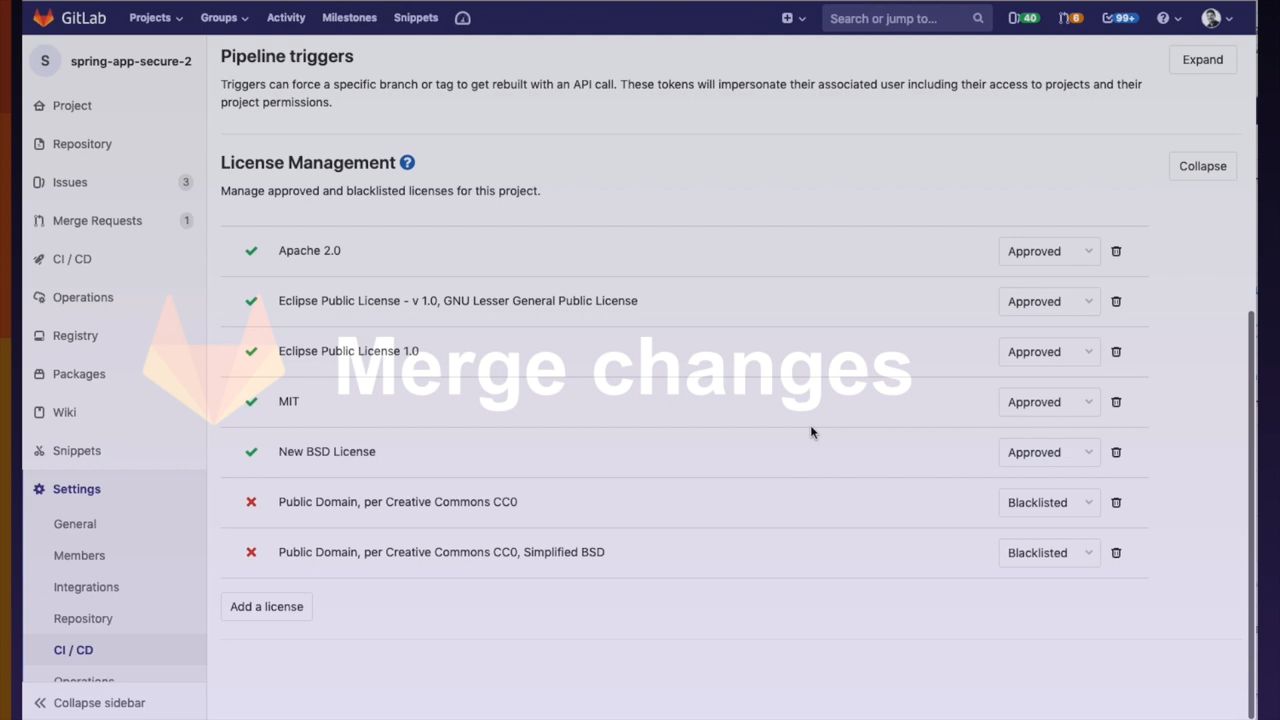 GitLab Projects Groups Activity Milestones Snippets Search or jump to... 40 6 99+
S spring-app-secure-2
Project
Repository
Issues 3
Merge Requests 1
CI / CD
Operations
Registry
Packages
Wiki
Snippets
Settings
General
Members
Integrations
Repository
CI / CD
Operations
Collapse sidebar
Pipeline triggers
Expand
Triggers can force a specific branch or tag to get rebuilt with an API call. These tokens will impersonate their associated user including their access to projects and their
project permissions.
License Management ?
Collapse
Manage approved and blacklisted licenses for this project.
Apache 2.0 Approved
Eclipse Public License - v 1.0, GNU Lesser General Public License Approved
Eclipse Public License 1.0 Approved
Merge changes
MIT Approved
New BSD License Approved
Public Domain, per Creative Commons CC0 Blacklisted
Public Domain, per Creative Commons CC0, Simplified BSD Blacklisted
Add a license